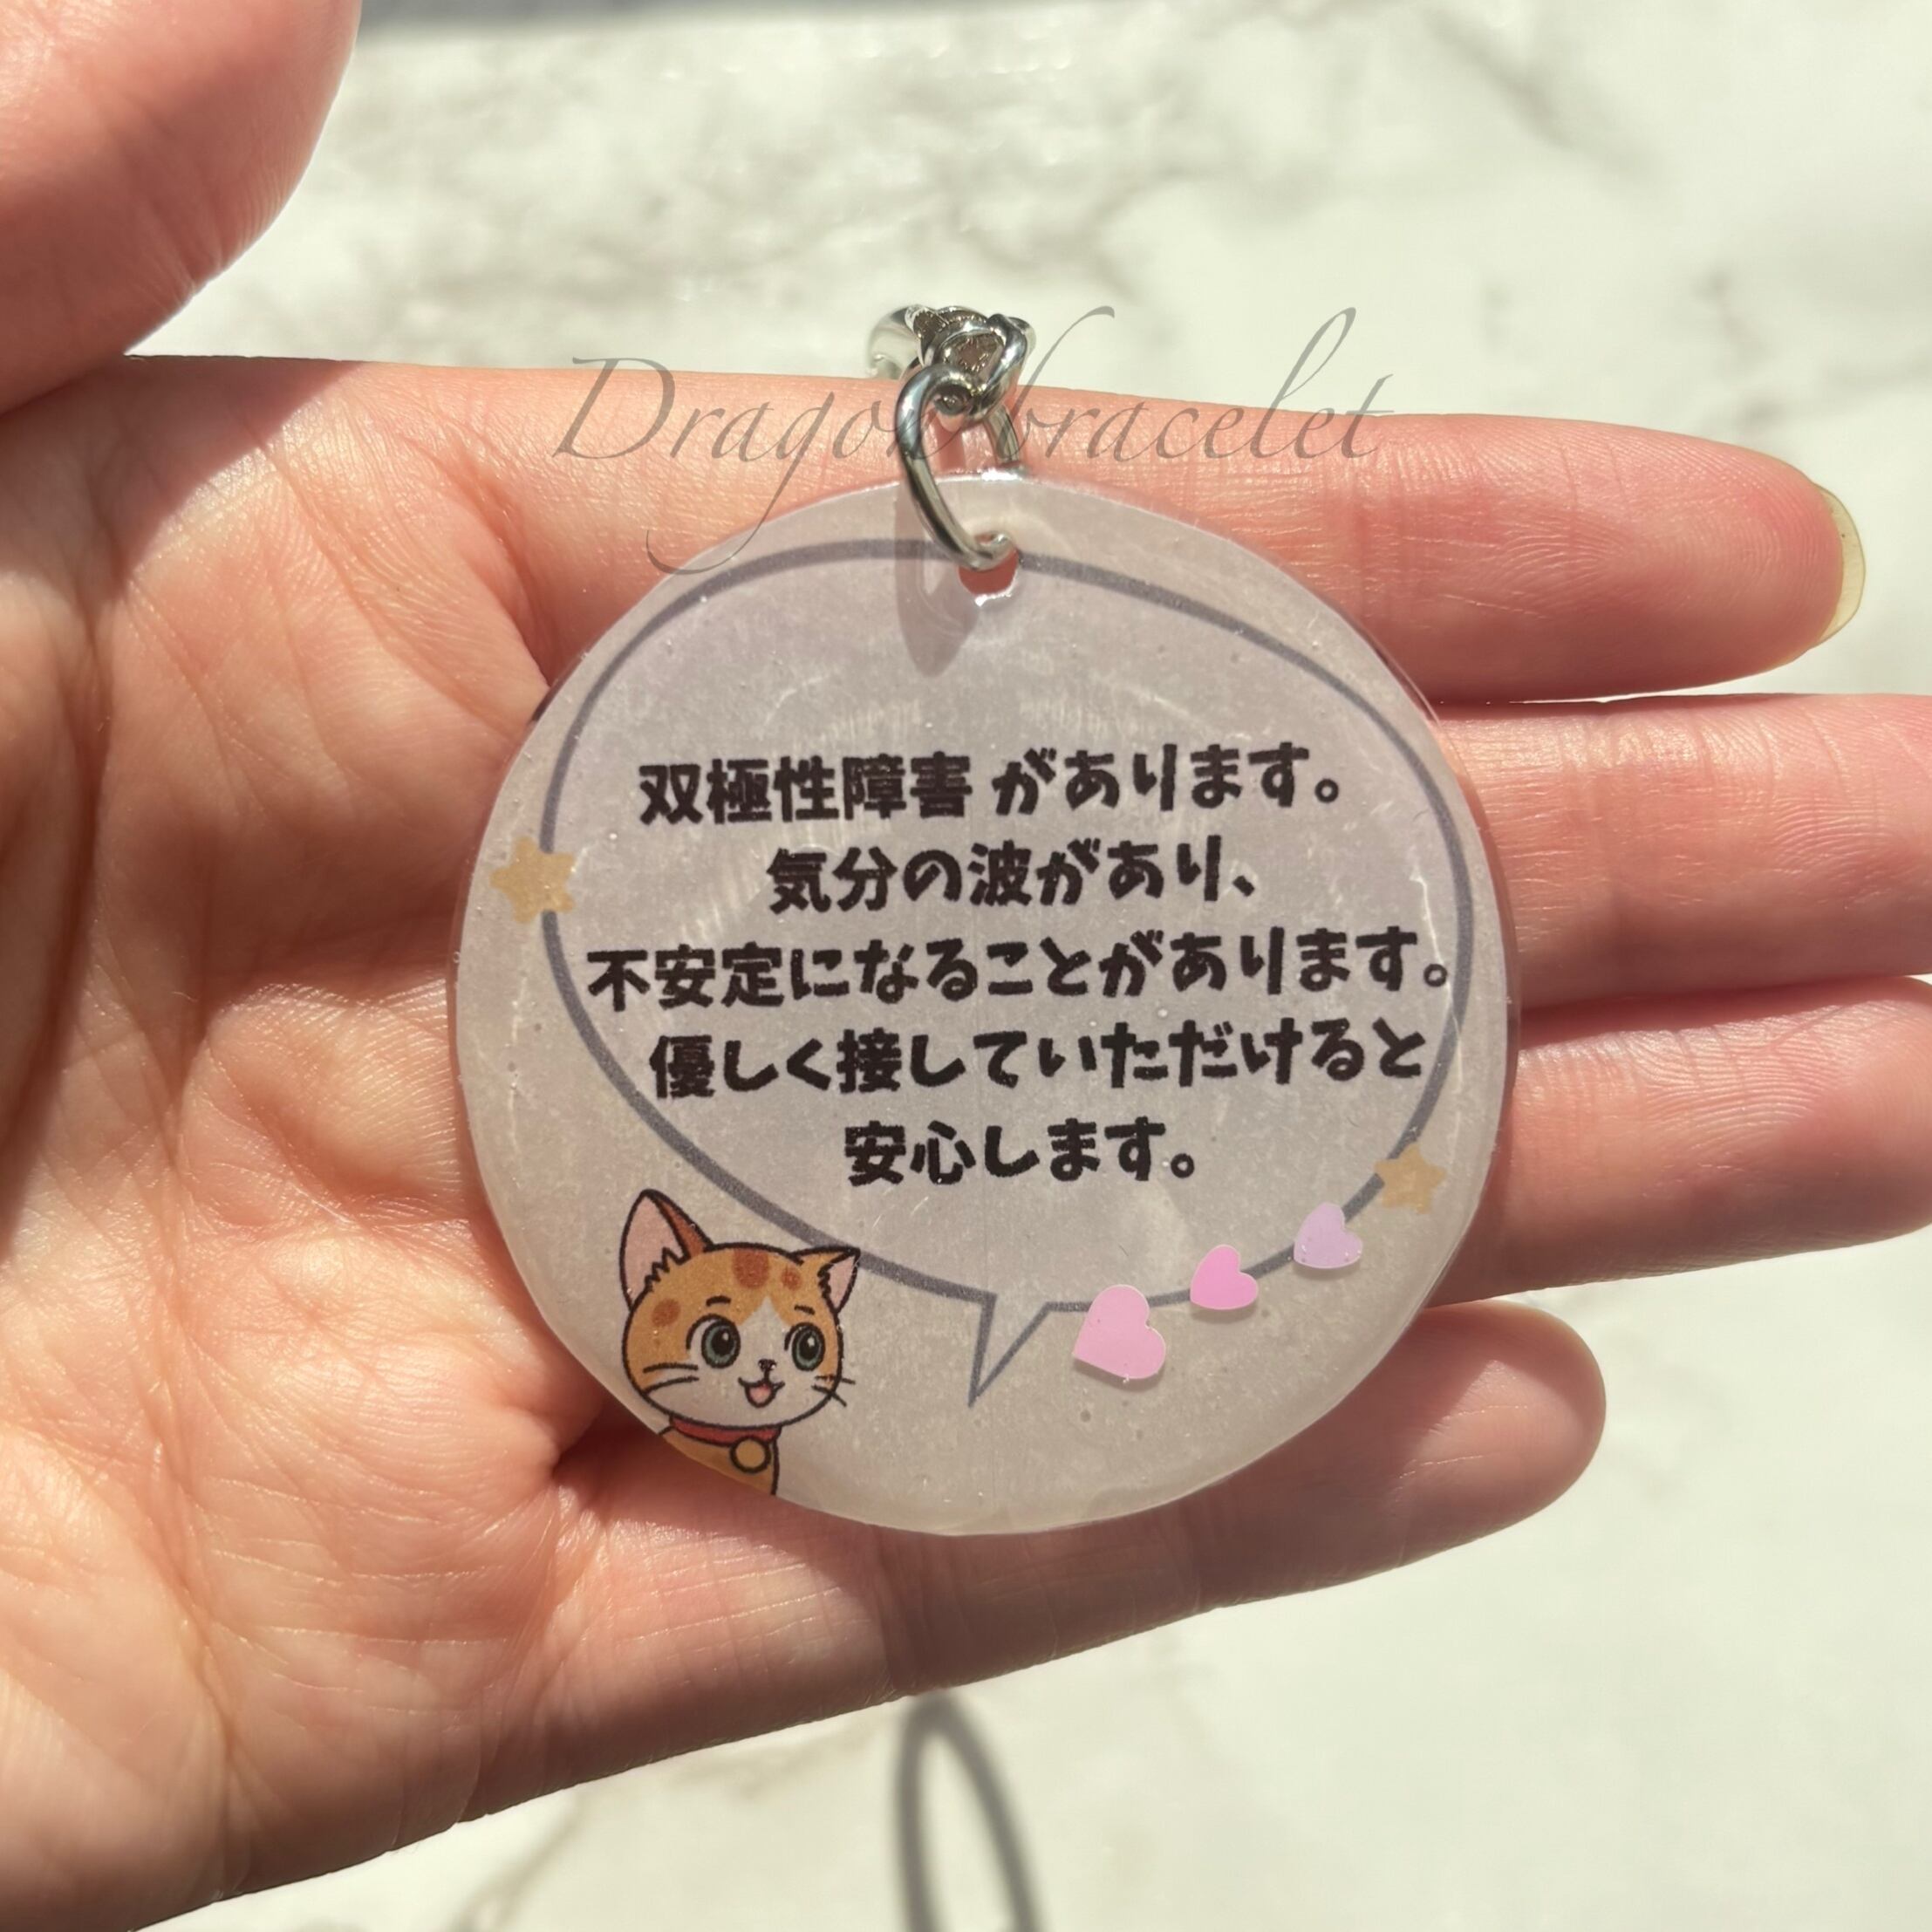 Dragon bracelet
双極性障害 があります。
気分の波があり、
不安定になることがあります。
優しく接していただけると
安心します。